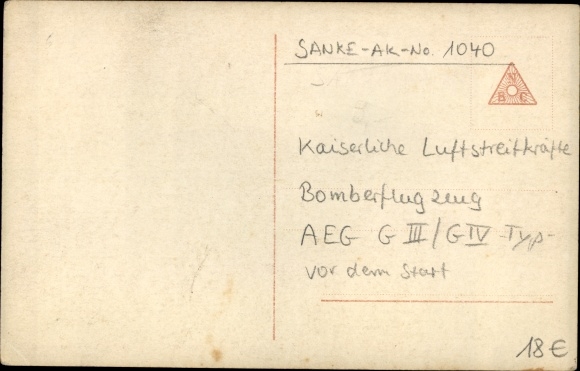 SANKE-AK-No. 1040
N
B C
Kaiserliche Luftstreitkräfte
Bomberflugzeug
AEG G III/G IV -Typ-
vor dem Start
18 €